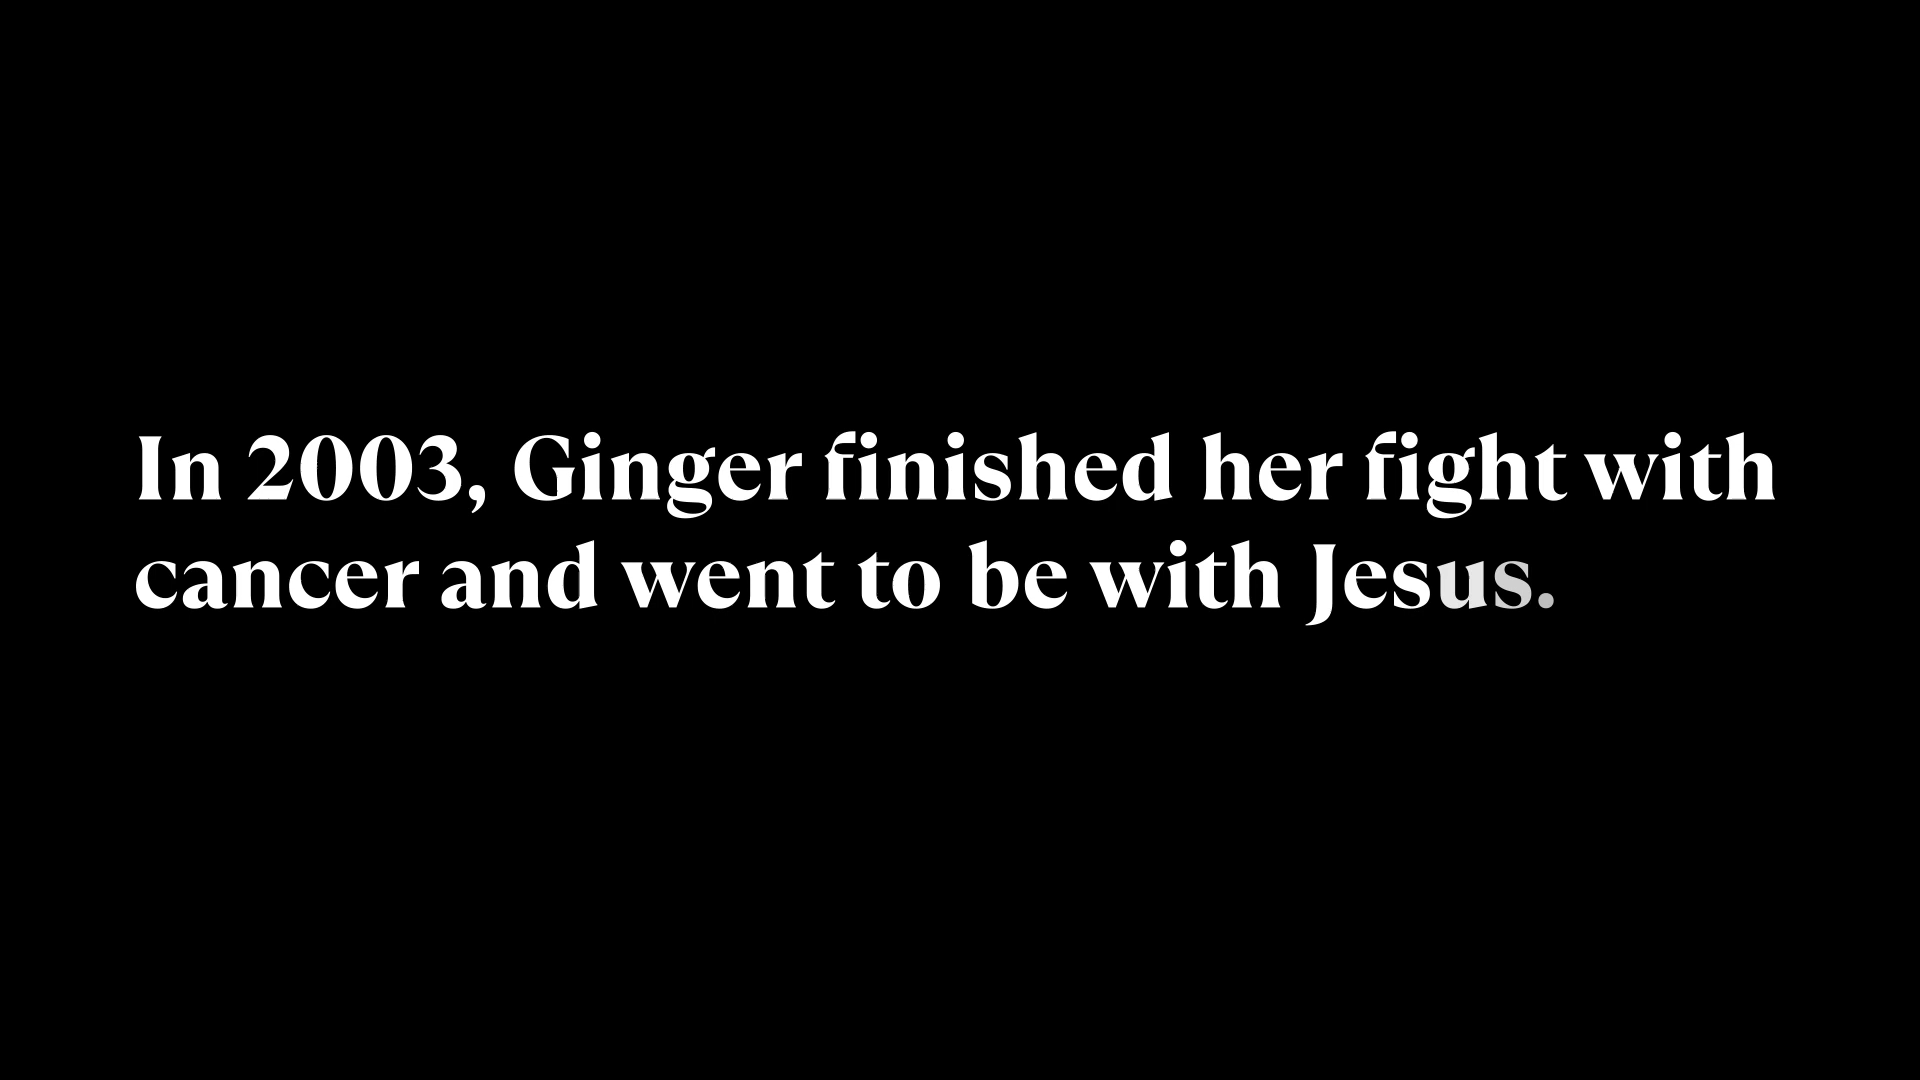 In 2003, Ginger finished her fight with
cancer and went to be with Jesus.